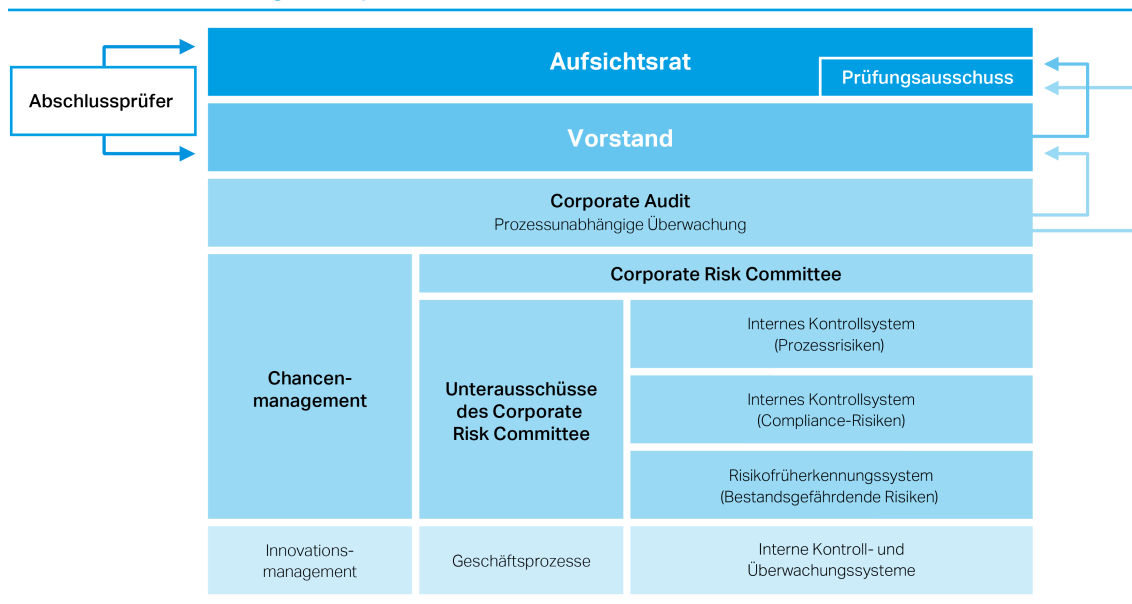 Aufsichtsrat
Prüfungsausschuss
Abschlussprüfer
Vorstand
Corporate Audit
Prozessunabhängige Überwachung
Corporate Risk Committee
Chancen-
management
Unterausschüsse
des Corporate
Risk Committee
Internes Kontrollsystem
(Prozessrisiken)
Internes Kontrollsystem
(Compliance-Risiken)
Risikofrüherkennungssystem
(Bestandsgefährdende Risiken)
Innovations-
management
Geschäftsprozesse
Interne Kontroll- und
Überwachungssysteme